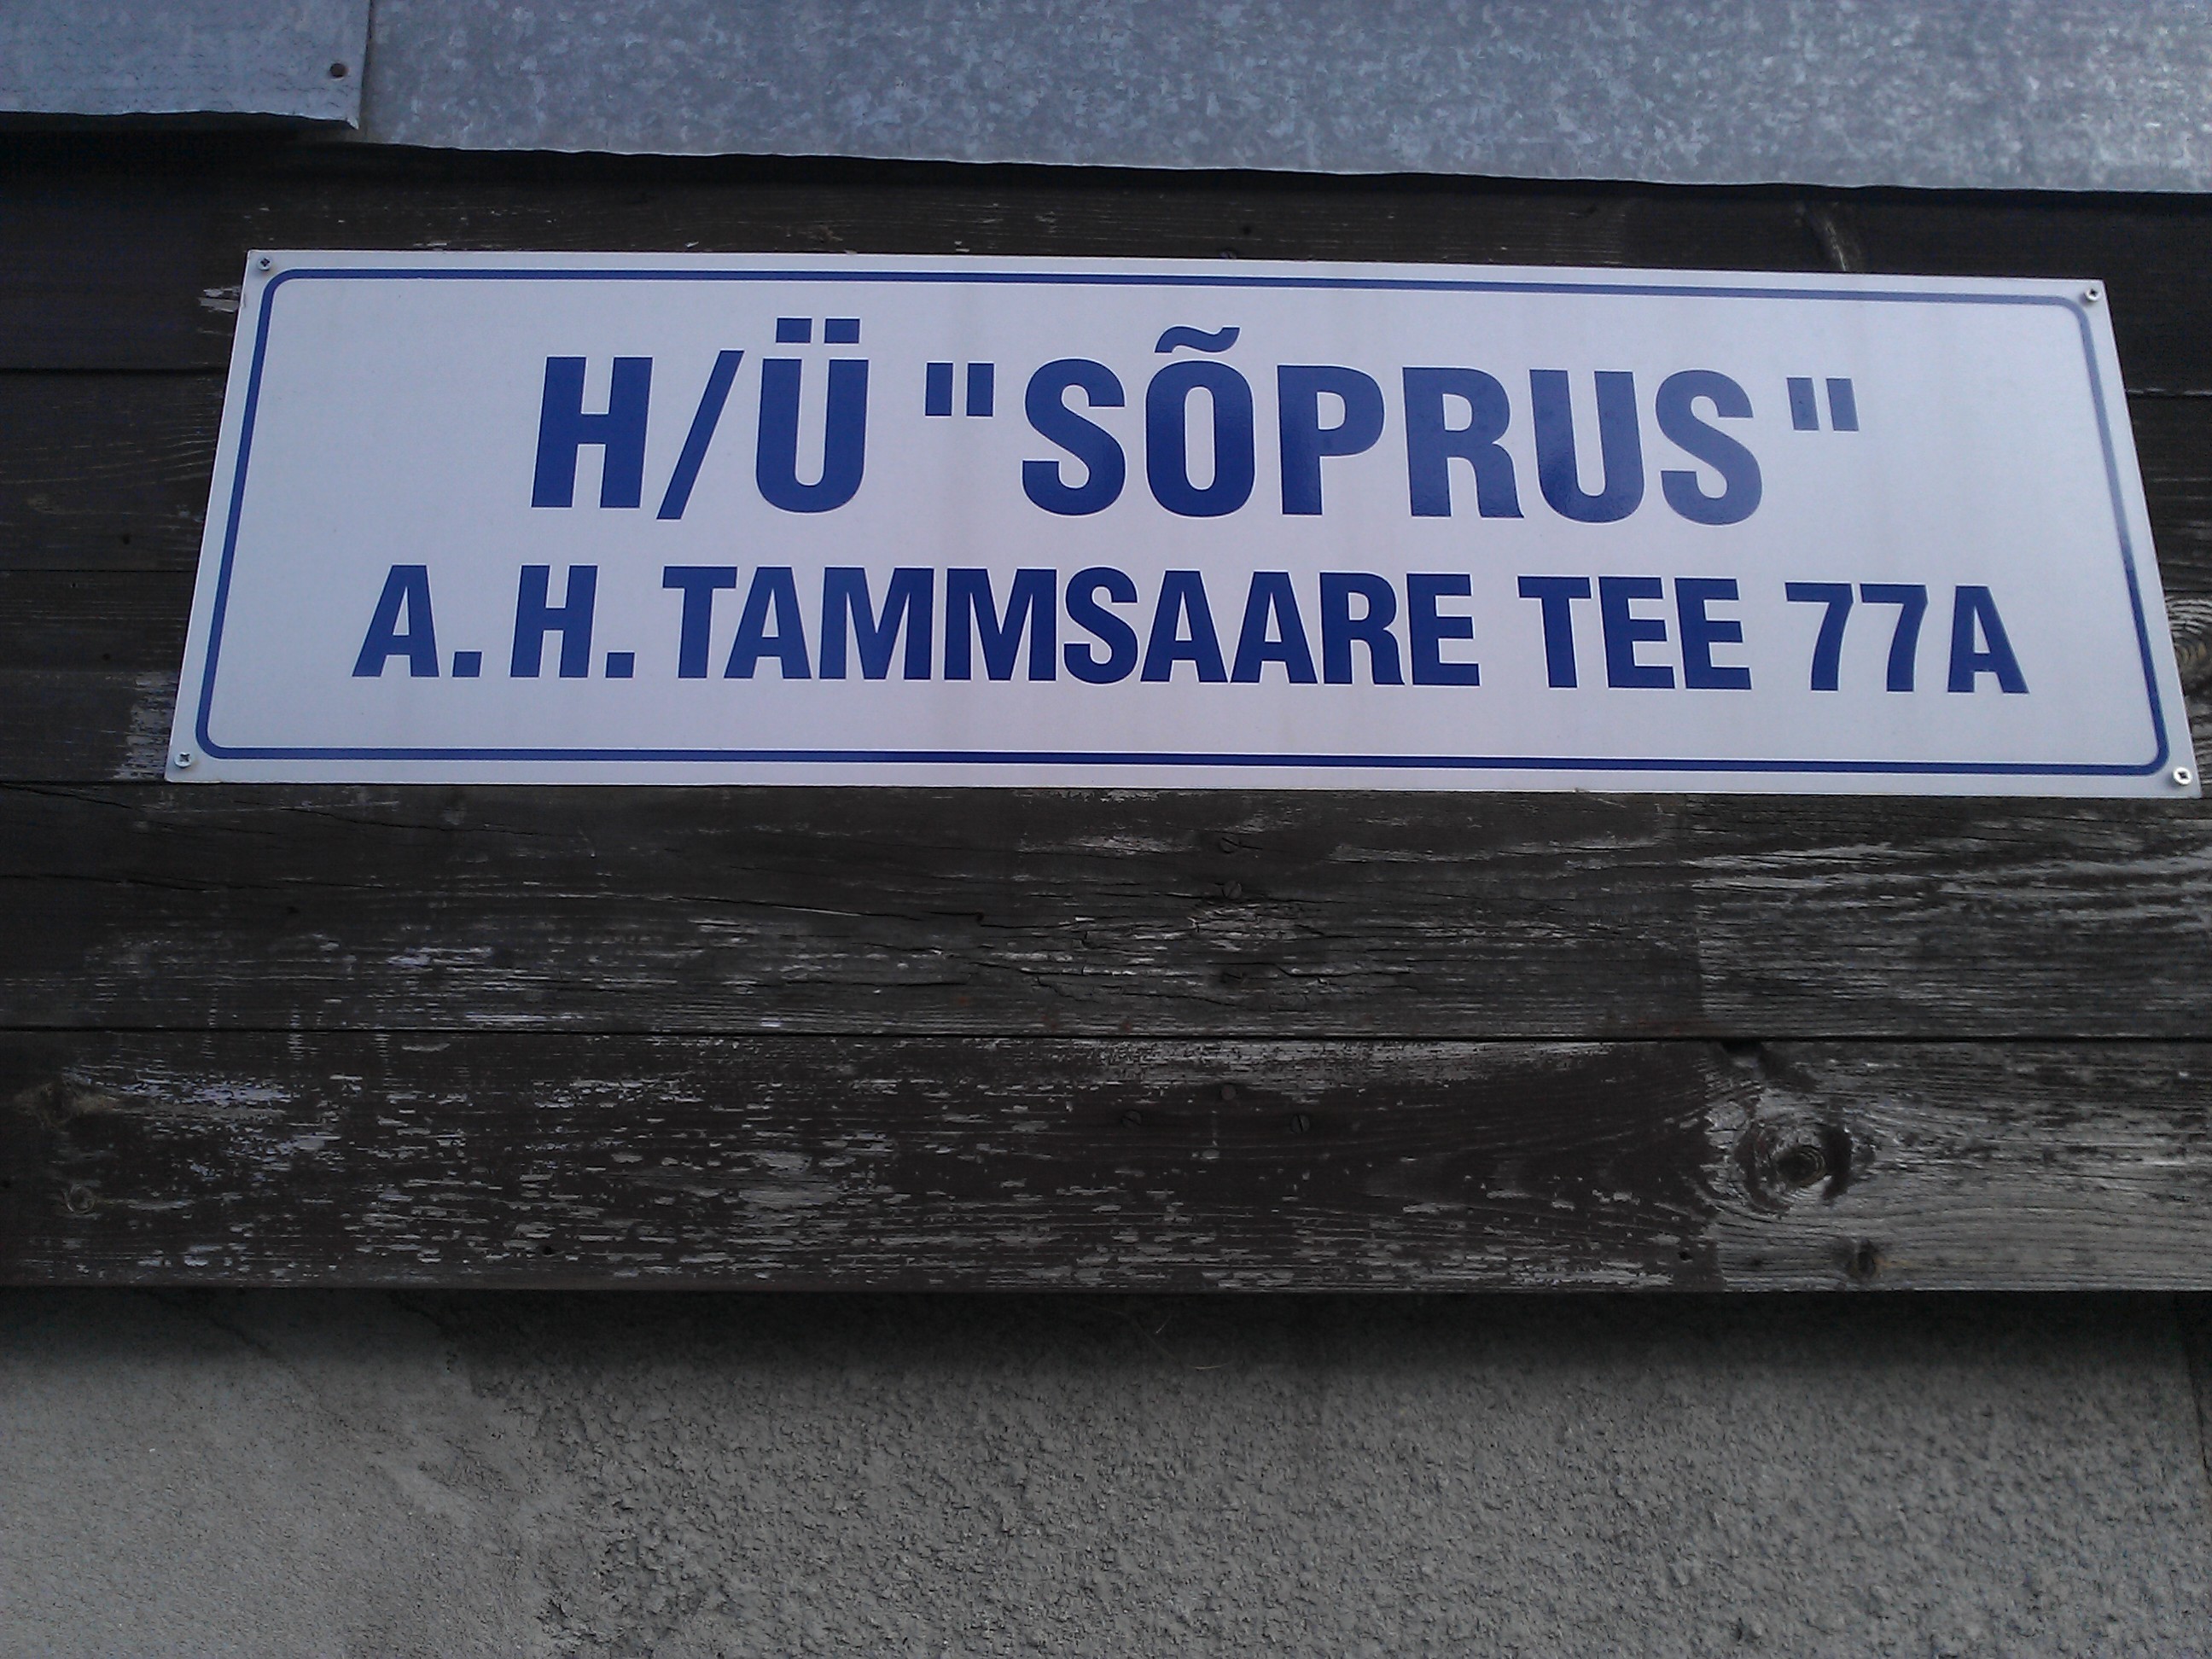 H/Ü "SÕPRUS"
A.H. TAMMSAARE TEE 77A